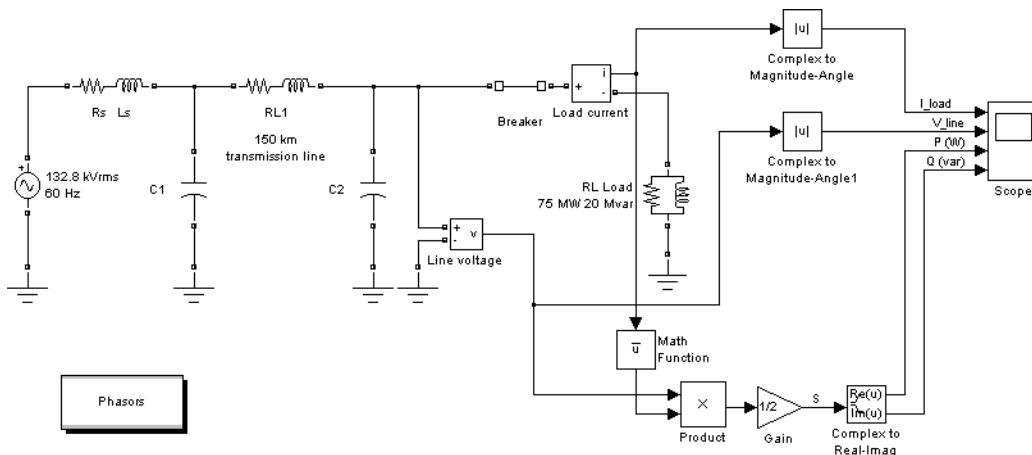 |u|
Complex to
Magnitude-Angle
Rs Ls
RL1
150 km
transmission line
Breaker
+
i
-
Load current
|u|
Complex to
Magnitude-Angle1
I_load
V_line
P (W)
Q (var)
Scope
+
132.8 kVrms
60 Hz
C1
C2
RL Load
75 MW 20 Mvar
+
-
v
Line voltage
u
Math
Function
Phasors
×
Product
1/2
Gain
S
Re(u)
Im(u)
Complex to
Real-Imag